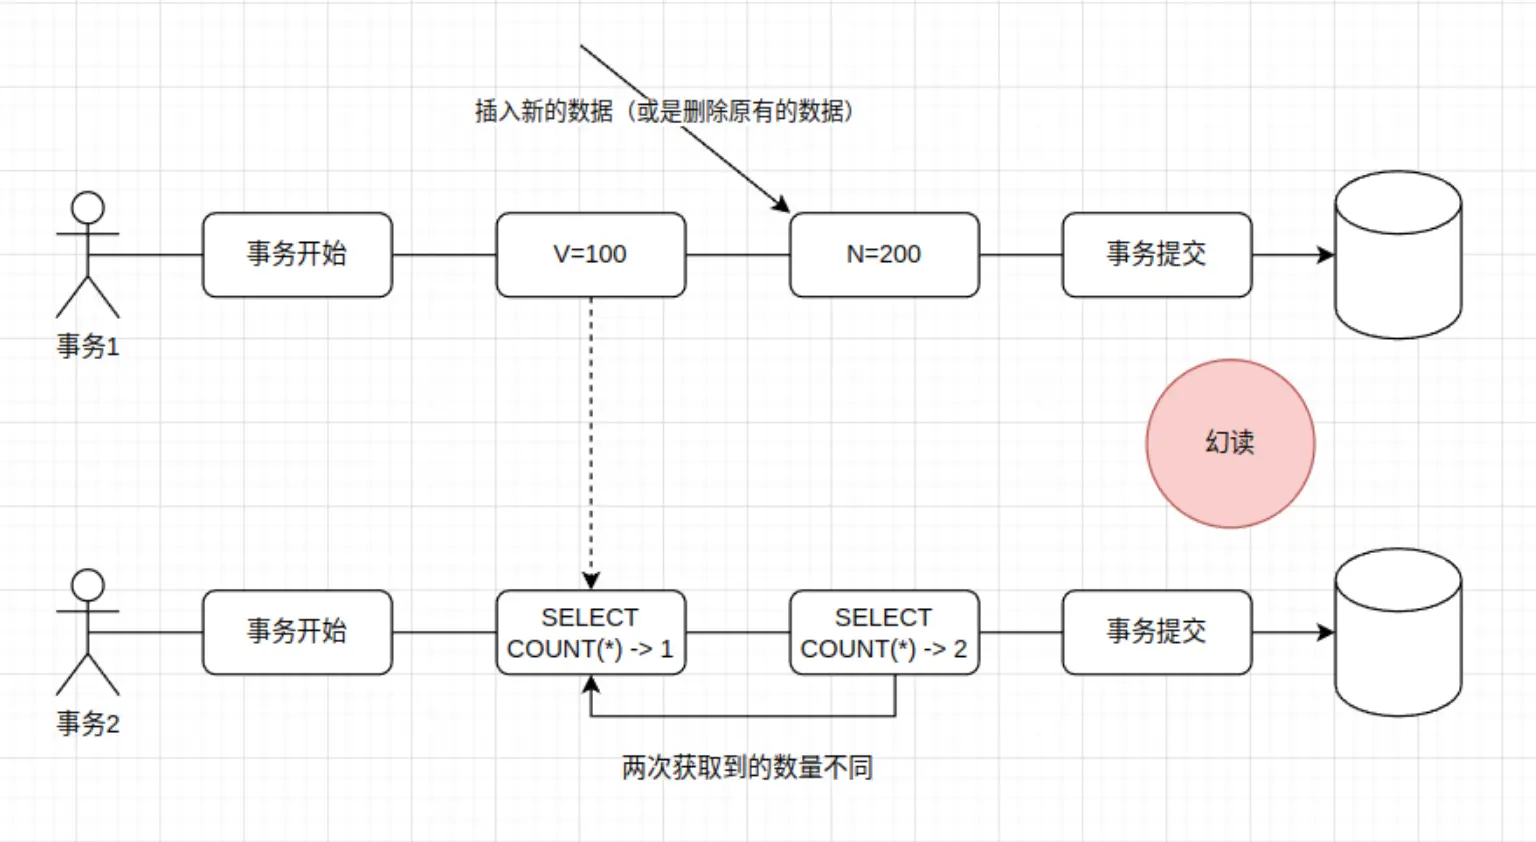 插入新的数据（或是删除原有的数据）
事务开始
V=100
N=200
事务提交
事务1
幻读
事务开始
SELECT
COUNT(*) -> 1
SELECT
COUNT(*) -> 2
事务提交
事务2
两次获取到的数量不同